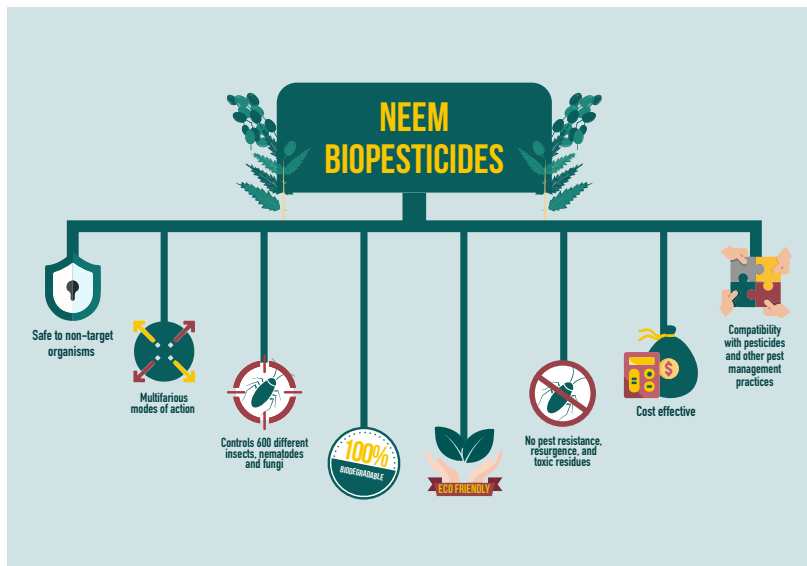 NEEM
BIOPESTICIDES
Safe to non-target
organisms
Multifarious
modes of action
Controls 600 different
insects, nematodes
and fungi
100%
BIODEGRADABLE
ECO FRIENDLY
No pest resistance,
resurgence, and
toxic residues
$
Cost effective
Compatibility
with pesticides
and other pest
management
practices